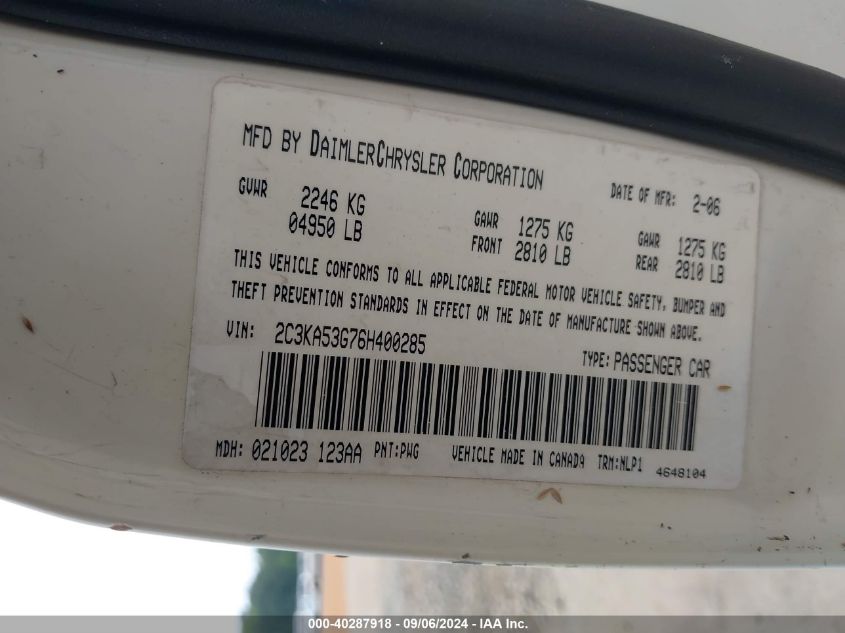 MFD BY DAIMLERCHRYSLER CORPORATION
DATE OF MFR: 2-06
GVWR 2246 KG
04950 LB
GAWR FRONT 1275 KG
2810 LB
GAWR REAR 1275 KG
2810 LB
THIS VEHICLE CONFORMS TO ALL APPLICABLE FEDERAL MOTOR VEHICLE SAFETY, BUMPER AND
THEFT PREVENTION STANDARDS IN EFFECT ON THE DATE OF MANUFACTURE SHOWN ABOVE.
VIN: 2C3KA53G76H400285
TYPE: PASSENGER CAR
MDH: 021023 123AA PNT:PWG VEHICLE MADE IN CANADA TRM:NLP1
4648104
000-40287918 - 09/06/2024 - IAA Inc.